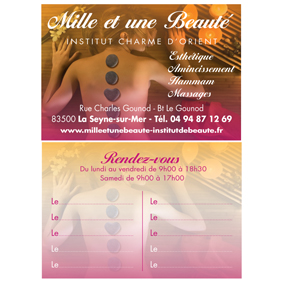 Mille et une Beauté
INSTITUT CHARME D'ORIENT
Esthétique
Amincissement
Hammam
Massages
Rue Charles Gounod - Bt Le Gounod
83500 La Seyne-sur-Mer - Tél. 04 94 87 12 69
www.milleetunebeaute-institutdebeaute.fr
Rendez-vous
Du lundi au vendredi de 9h00 à 18h30
Samedi de 9h00 à 17h00
Le Le
Le Le
Le Le
Le Le
Le Le